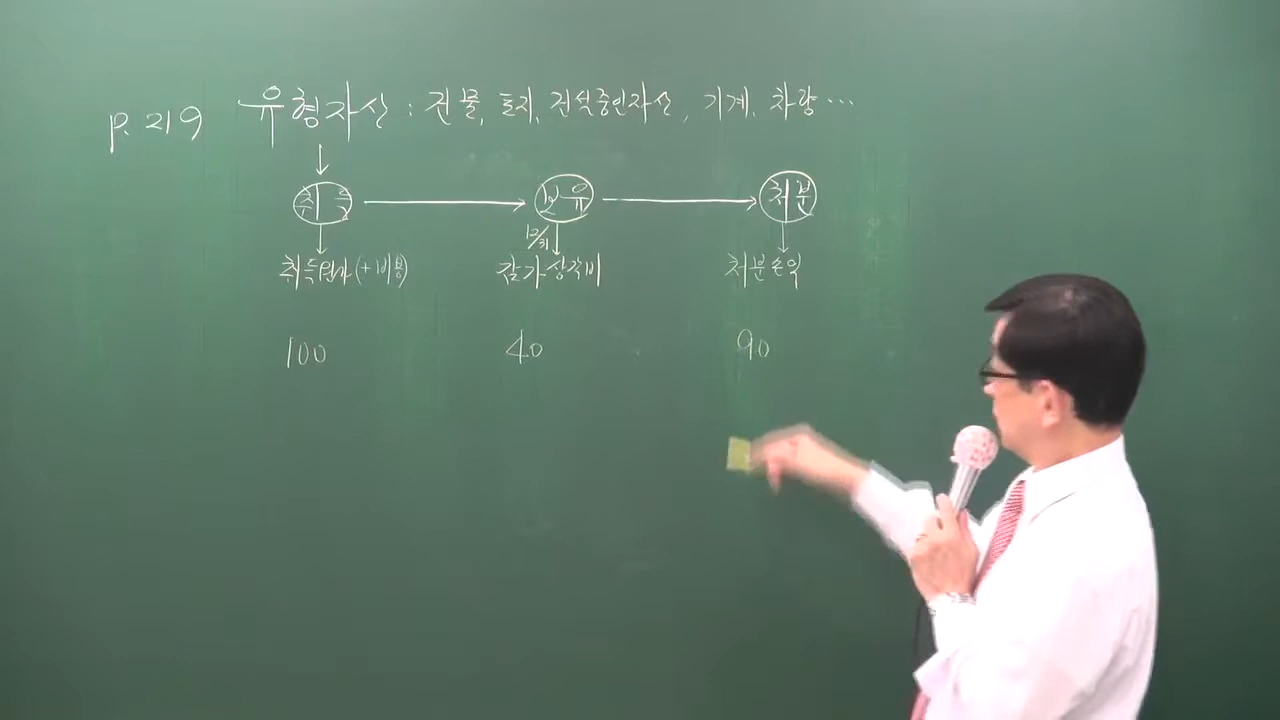 p. 219 유형자산 : 건물, 토지, 건설중인자산, 기계, 차량 …
취득 → 보유 → 처분
12/31
취득원가(+비용) 감가상각비 처분손익
100 40 90